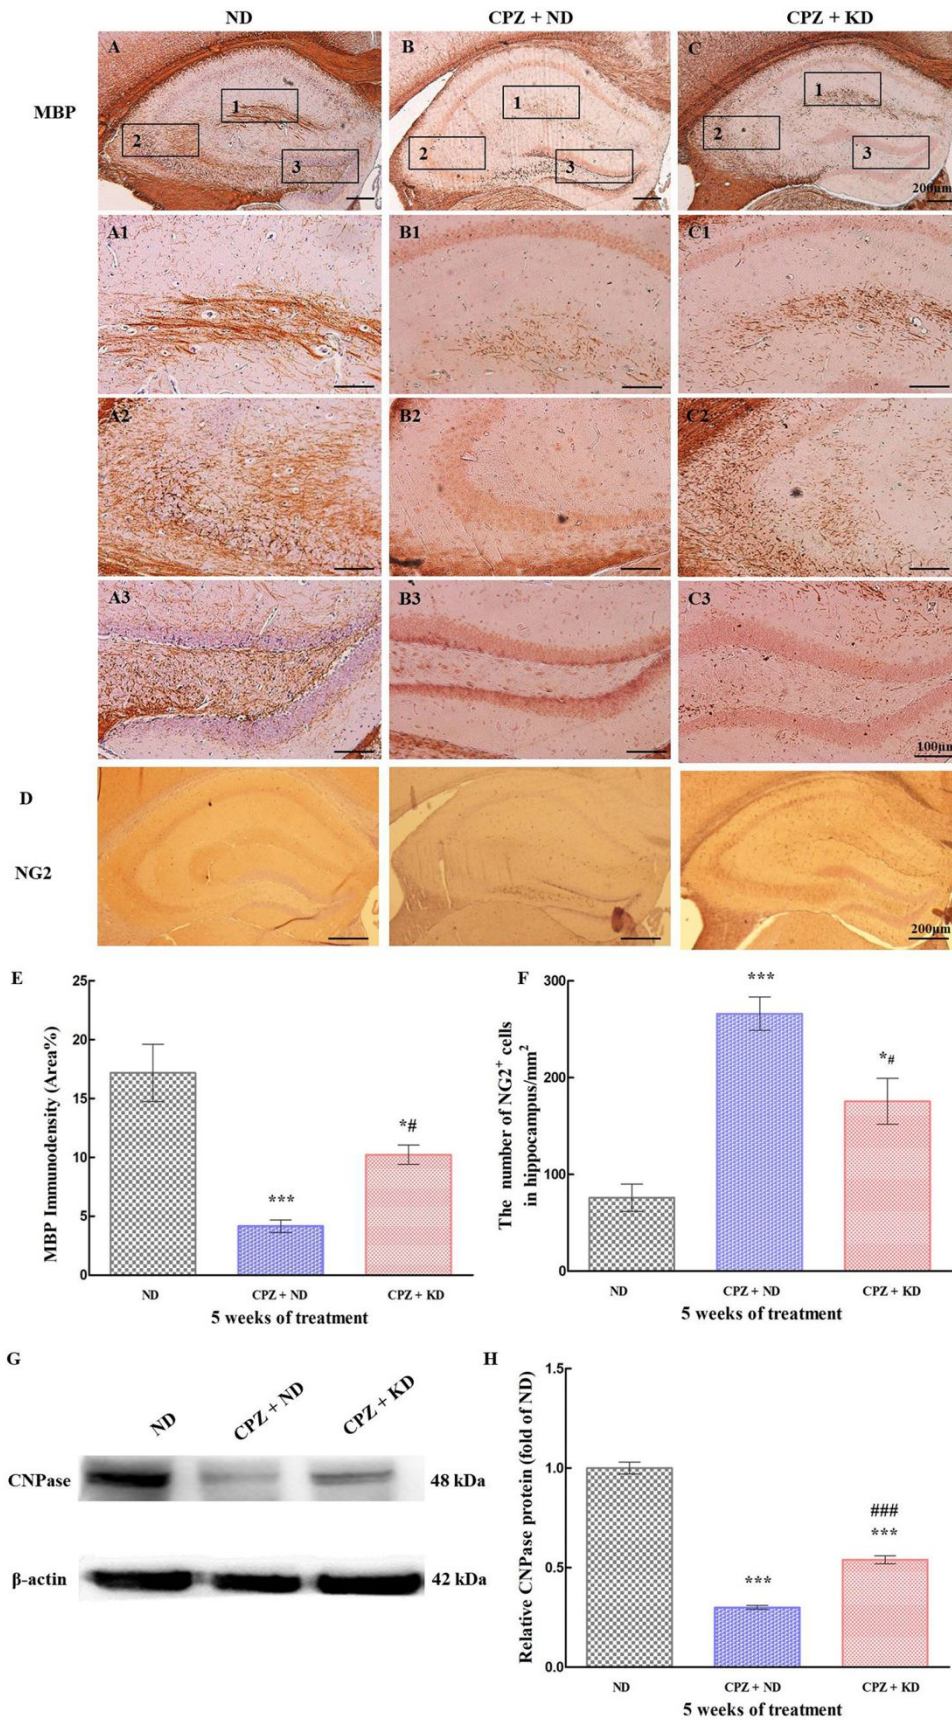 ND
CPZ + ND
CPZ + KD
MBP
A
1
2
3
B
1
2
3
C
1
2
3
200μm
A1
B1
C1
A2
B2
C2
A3
B3
C3
100μm
D
NG2
200μm
E
MBP Immunodensity (Area%)
25
20
15
10
5
0
***
*#
ND
CPZ + ND
CPZ + KD
5 weeks of treatment
F
The number of NG2⁺ cells
in hippocampus/mm²
300
200
100
0
***
*#
ND
CPZ + ND
CPZ + KD
5 weeks of treatment
G
ND
CPZ + ND
CPZ + KD
CNPase
48 kDa
β-actin
42 kDa
H
Relative CNPase protein (fold of ND)
1.5
1.0
0.5
0.0
***
###
***
ND
CPZ + ND
CPZ + KD
5 weeks of treatment